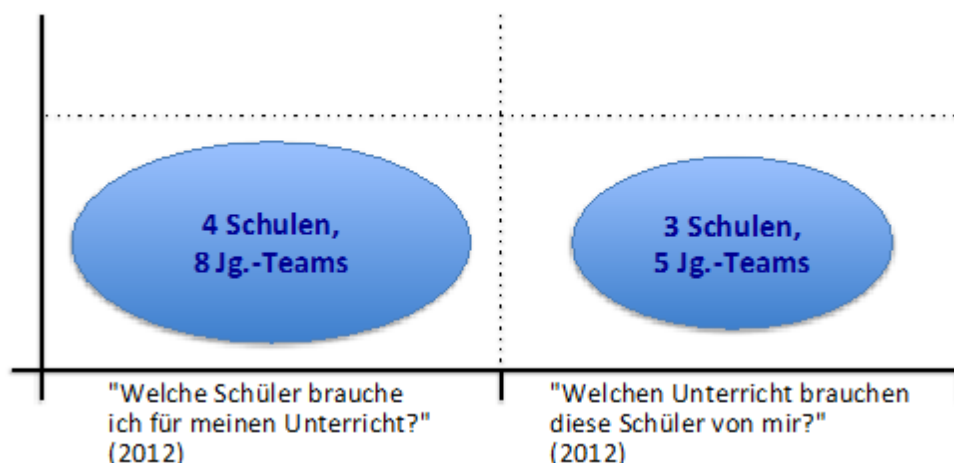 4 Schulen,
8 Jg.-Teams
3 Schulen,
5 Jg.-Teams
"Welche Schüler brauche
ich für meinen Unterricht?"
(2012)
"Welchen Unterricht brauchen
diese Schüler von mir?"
(2012)